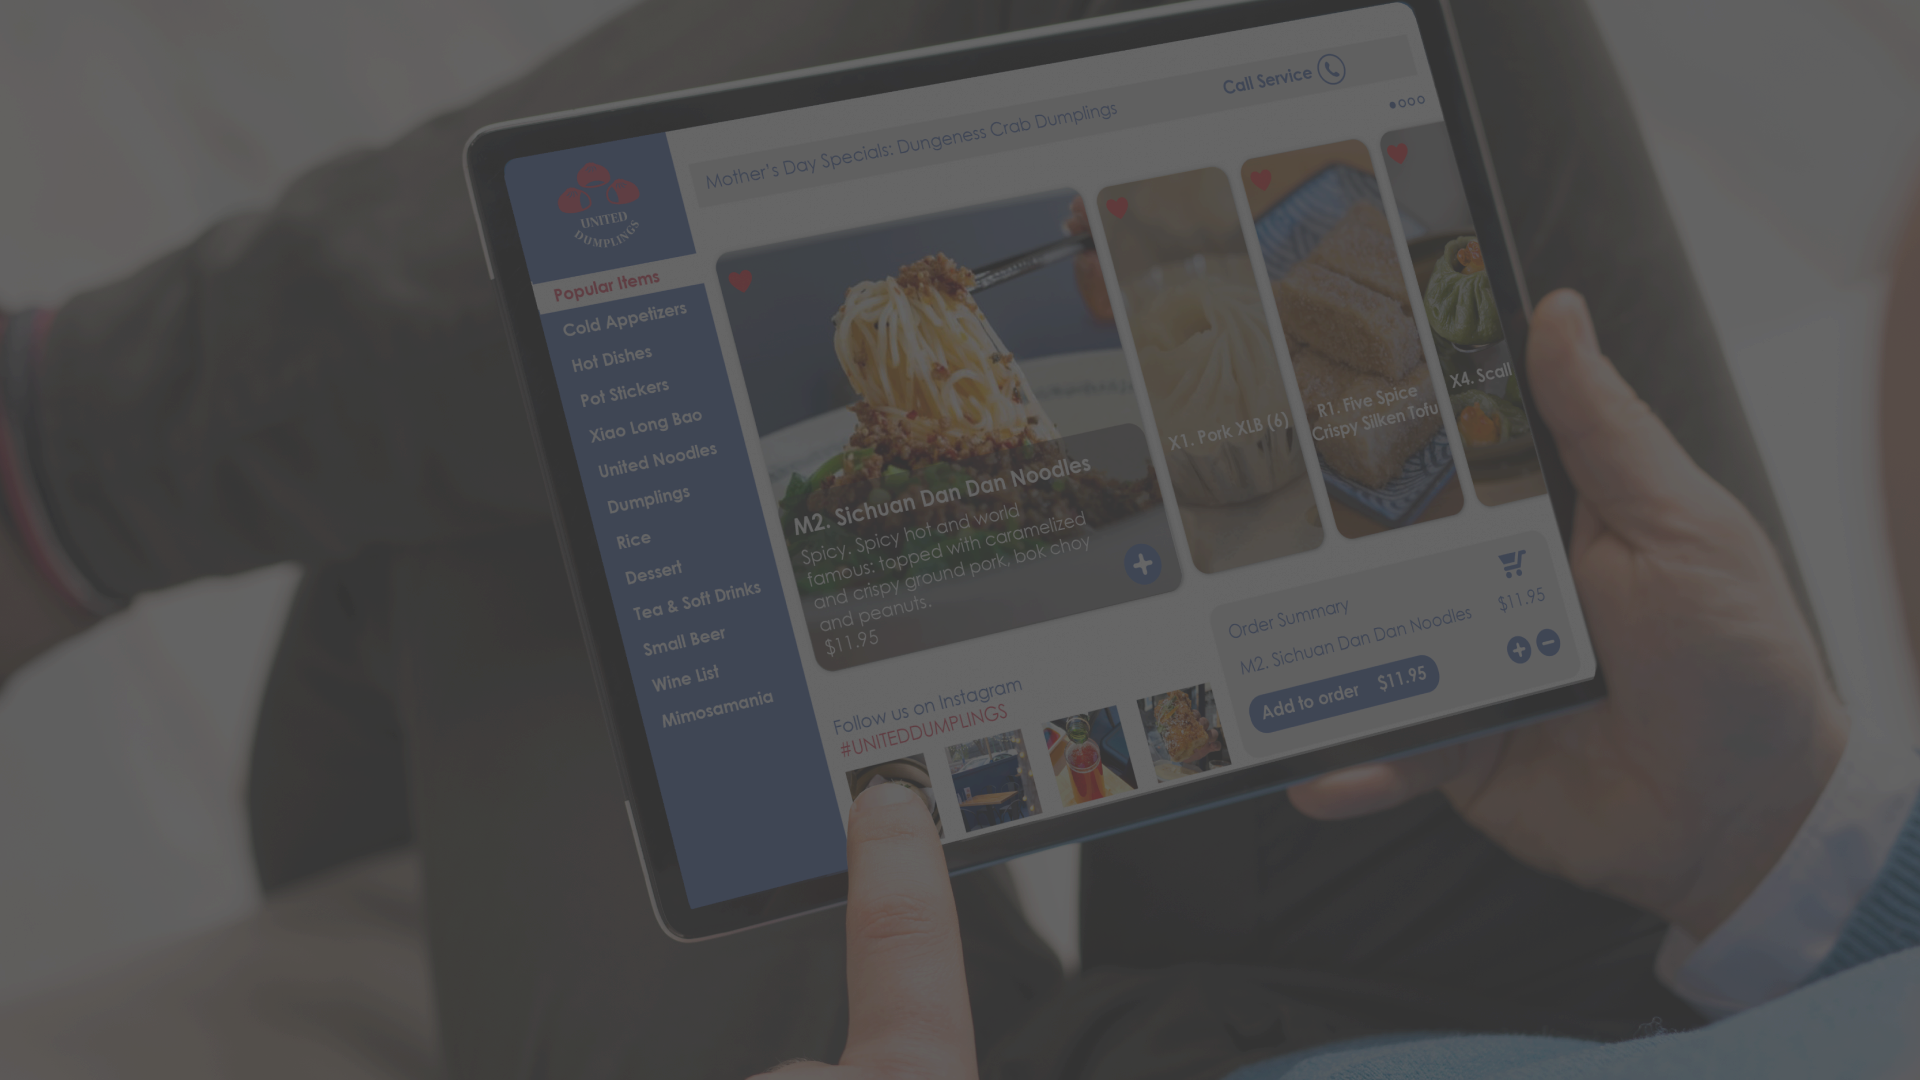 Call Service
Mother's Day Specials: Dungeness Crab Dumplings
UNITED
DUMPLINGS
Popular Items
Cold Appetizers
Hot Dishes
Pot Stickers
Xiao Long Bao
United Noodles
Dumplings
Rice
Dessert
Tea & Soft Drinks
Small Beer
Wine List
Mimosamania
M2. Sichuan Dan Dan Noodles
Spicy. Spicy hot and world
famous: topped with caramelized
and crispy ground pork, bok choy
and peanuts.
$11.95
X1. Pork XLB (6)
R1. Five Spice
Crispy Silken Tofu
X4. Scall
Follow us on Instagram
#UNITEDDUMPLINGS
Order Summary
M2. Sichuan Dan Dan Noodles
$11.95
Add to order $11.95